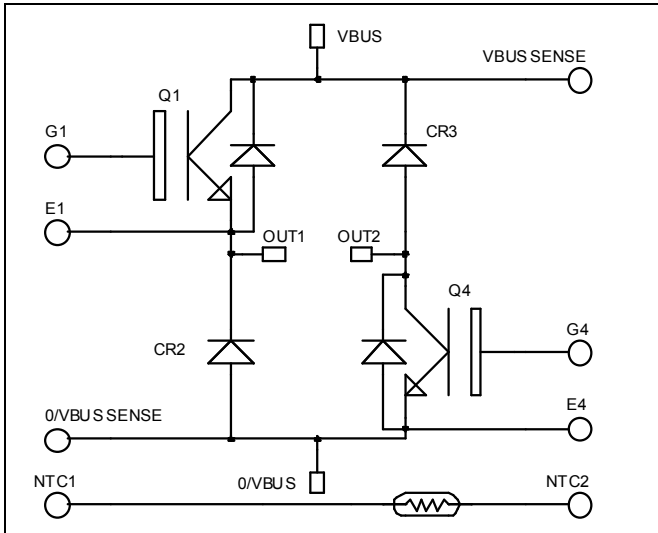 VBUS
VBUS SENSE
Q1
G1
CR3
E1
OUT1
OUT2
Q4
CR2
G4
E4
0/VBUS SENSE
0/VBUS
NTC1
NTC2